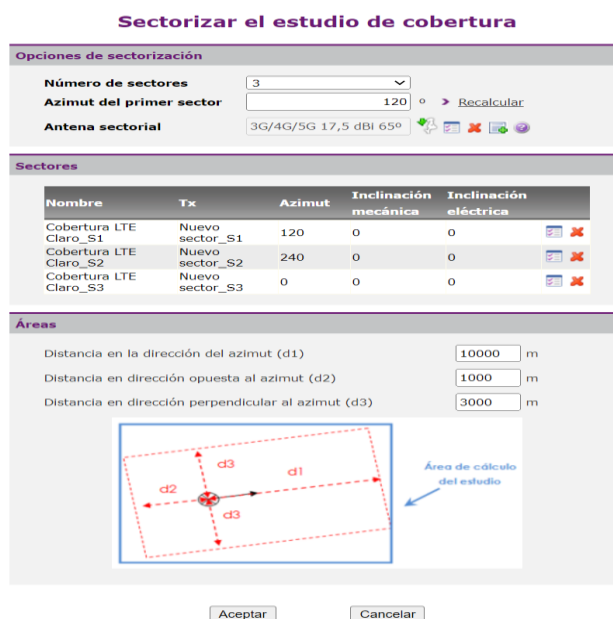 Sectorizar el estudio de cobertura
Opciones de sectorización
Número de sectores 3
Azimut del primer sector 120 º Recalcular
Antena sectorial 3G/4G/5G 17,5 dBi 65º
Sectores
Nombre Tx Azimut Inclinación mecánica Inclinación eléctrica
Cobertura LTE Claro_S1 Nuevo sector_S1 120 0 0
Cobertura LTE Claro_S2 Nuevo sector_S2 240 0 0
Cobertura LTE Claro_S3 Nuevo sector_S3 0 0 0
Áreas
Distancia en la dirección del azimut (d1) 10000 m
Distancia en dirección opuesta al azimut (d2) 1000 m
Distancia en dirección perpendicular al azimut (d3) 3000 m
d3
d1
d2
d3
Área de cálculo
del estudio
Aceptar Cancelar